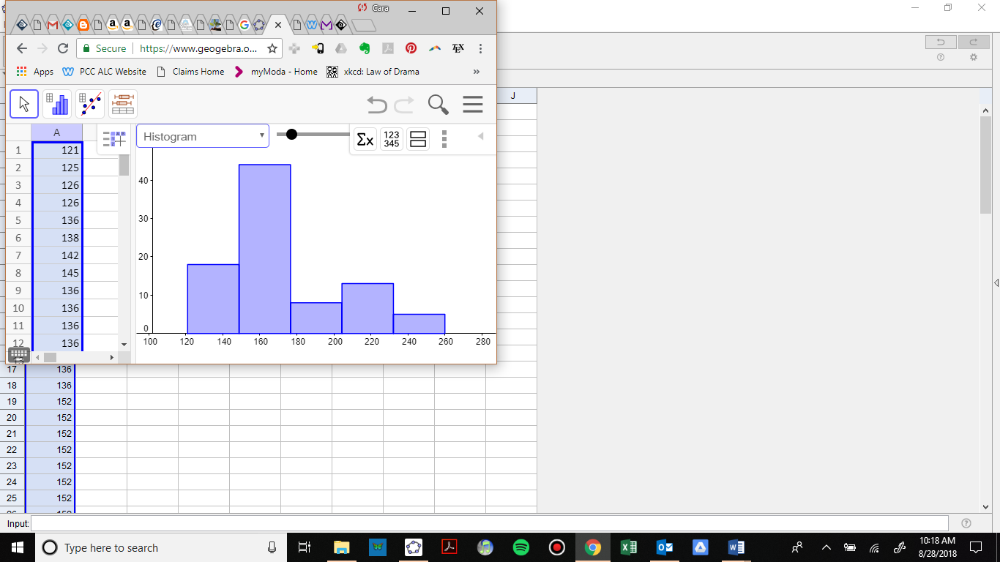 Cara
Secure https://www.geogebra.o...
TEX
Apps PCC ALC Website Claims Home myModa - Home xkcd: Law of Drama »
J
A
Histogram
Σx
123
345
1 121
2 125
3 126
4 126
5 136
6 138
7 142
8 145
9 136
10 136
11 136
12 136
40
30
20
10
0
100 120 140 160 180 200 220 240 260 280
17 136
18 136
19 152
20 152
21 152
22 152
23 152
24 152
25 152
Input:
Type here to search
10:18 AM
8/28/2018